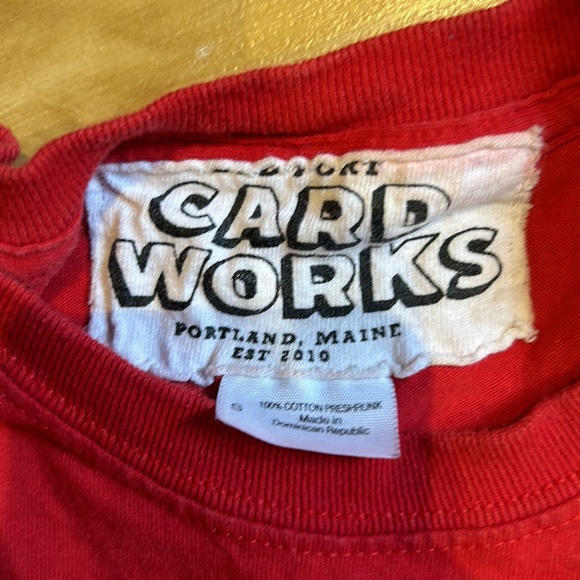 CARD
WORKS
PORTLAND, MAINE
EST 2010
S
100% COTTON PRESHRUNK
Made in
Dominican Republic